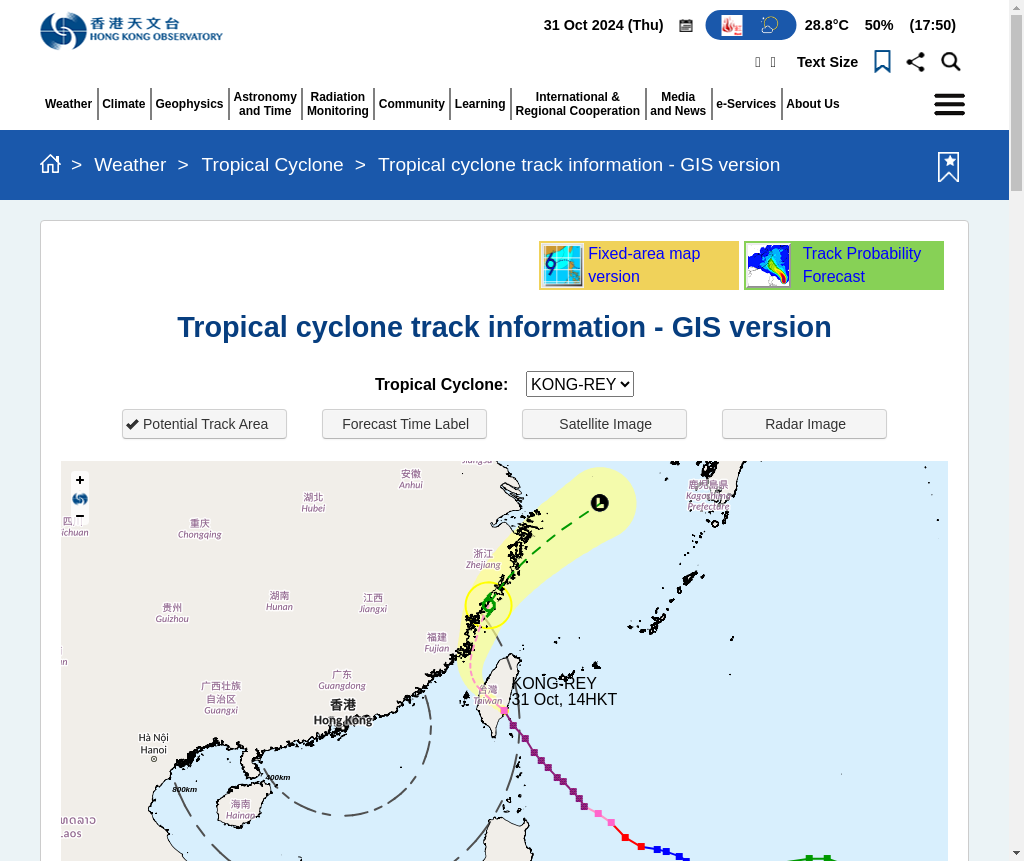 香港天文台
HONG KONG OBSERVATORY
31 Oct 2024 (Thu)
28.8°C 50% (17:50)
Text Size
Weather
Climate
Geophysics
Astronomy
and Time
Radiation
Monitoring
Community
Learning
International &
Regional Cooperation
Media
and News
e-Services
About Us
> Weather > Tropical Cyclone > Tropical cyclone track information - GIS version
Fixed-area map
version
Track Probability
Forecast
Tropical cyclone track information - GIS version
Tropical Cyclone: KONG-REY
Potential Track Area
Forecast Time Label
Satellite Image
Radar Image
+
−
安徽
Anhui
湖北
Hubei
重庆
Chongqing
浙江
Zhejiang
鹿児島県
Kagoshima
Prefecture
湖南
Hunan
江西
Jiangxi
贵州
Guizhou
福建
Fujian
广东
Guangdong
广西壮族
自治区
Guangxi
香港
Hong Kong
台灣
Taiwan
KONG-REY
31 Oct, 14HKT
Hà Nội
Hanoi
400km
800km
海南
Hainan